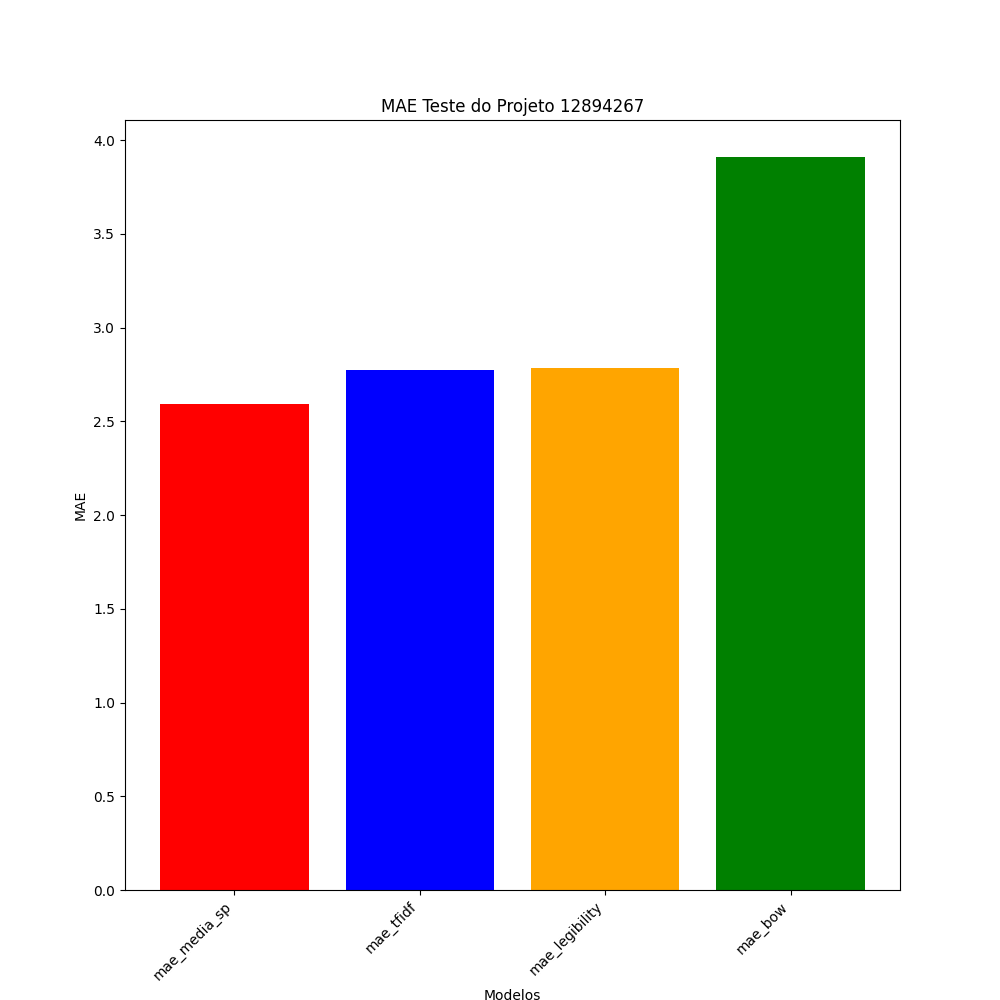 MAE Teste do Projeto 12894267
4.0
3.5
3.0
2.5
2.0
1.5
1.0
0.5
0.0
MAE
mae_media_sp
mae_tfidf
mae_legibility
mae_bow
Modelos